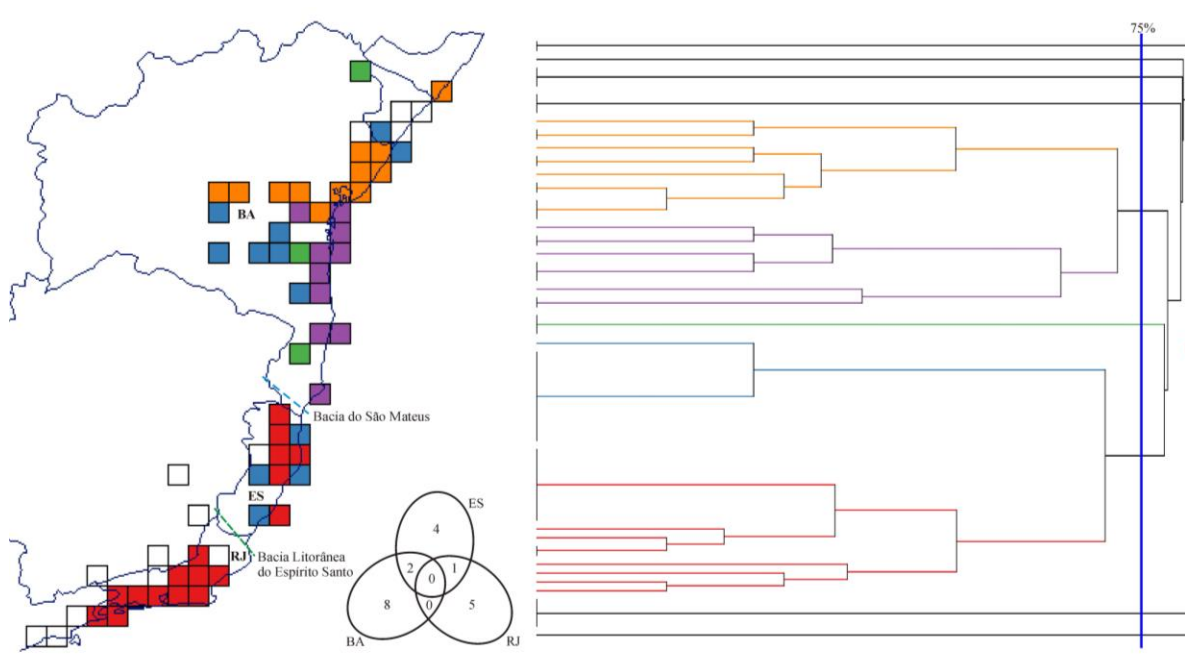 75%
BA
Bacia do São Mateus
ES
RJ
Bacia Litorânea
do Espírito Santo
ES
4
2
0
1
8
0
5
BA
RJ